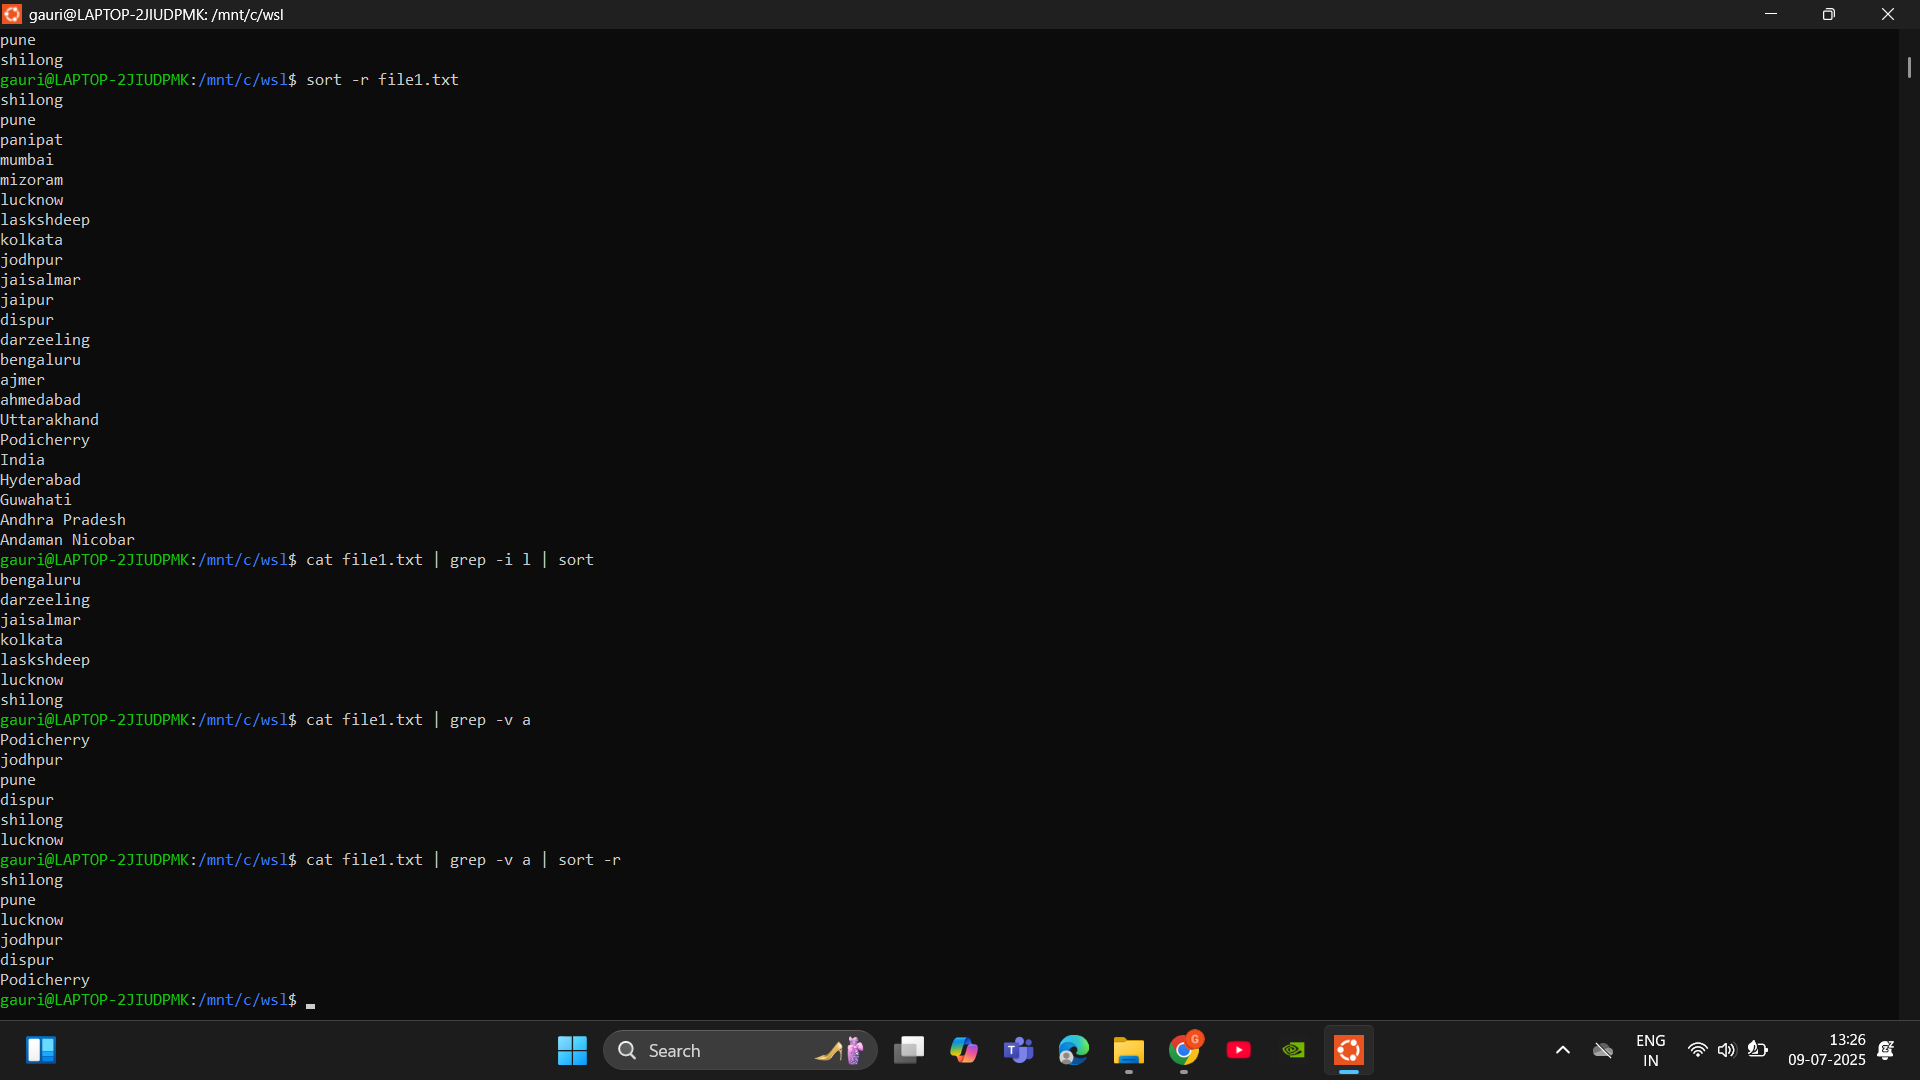 gauri@LAPTOP-2JIUDPMK: /mnt/c/wsl
pune
shilong
gauri@LAPTOP-2JIUDPMK:/mnt/c/wsl$ sort -r file1.txt
shilong
pune
panipat
mumbai
mizoram
lucknow
laskshdeep
kolkata
jodhpur
jaisalmar
jaipur
dispur
darzeeling
bengaluru
ajmer
ahmedabad
Uttarakhand
Podicherry
India
Hyderabad
Guwahati
Andhra Pradesh
Andaman Nicobar
gauri@LAPTOP-2JIUDPMK:/mnt/c/wsl$ cat file1.txt | grep -i l | sort
bengaluru
darzeeling
jaisalmar
kolkata
laskshdeep
lucknow
shilong
gauri@LAPTOP-2JIUDPMK:/mnt/c/wsl$ cat file1.txt | grep -v a
Podicherry
jodhpur
pune
dispur
shilong
lucknow
gauri@LAPTOP-2JIUDPMK:/mnt/c/wsl$ cat file1.txt | grep -v a | sort -r
shilong
pune
lucknow
jodhpur
dispur
Podicherry
gauri@LAPTOP-2JIUDPMK:/mnt/c/wsl$
Search
T
G
ENG
IN
13:26
09-07-2025